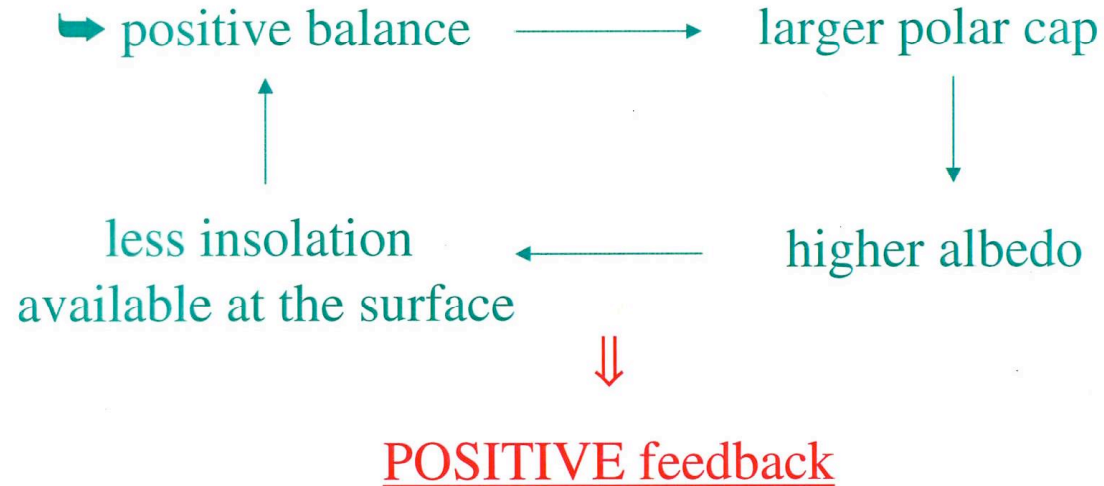 positive balance
larger polar cap
less insolation
available at the surface
higher albedo
POSITIVE feedback